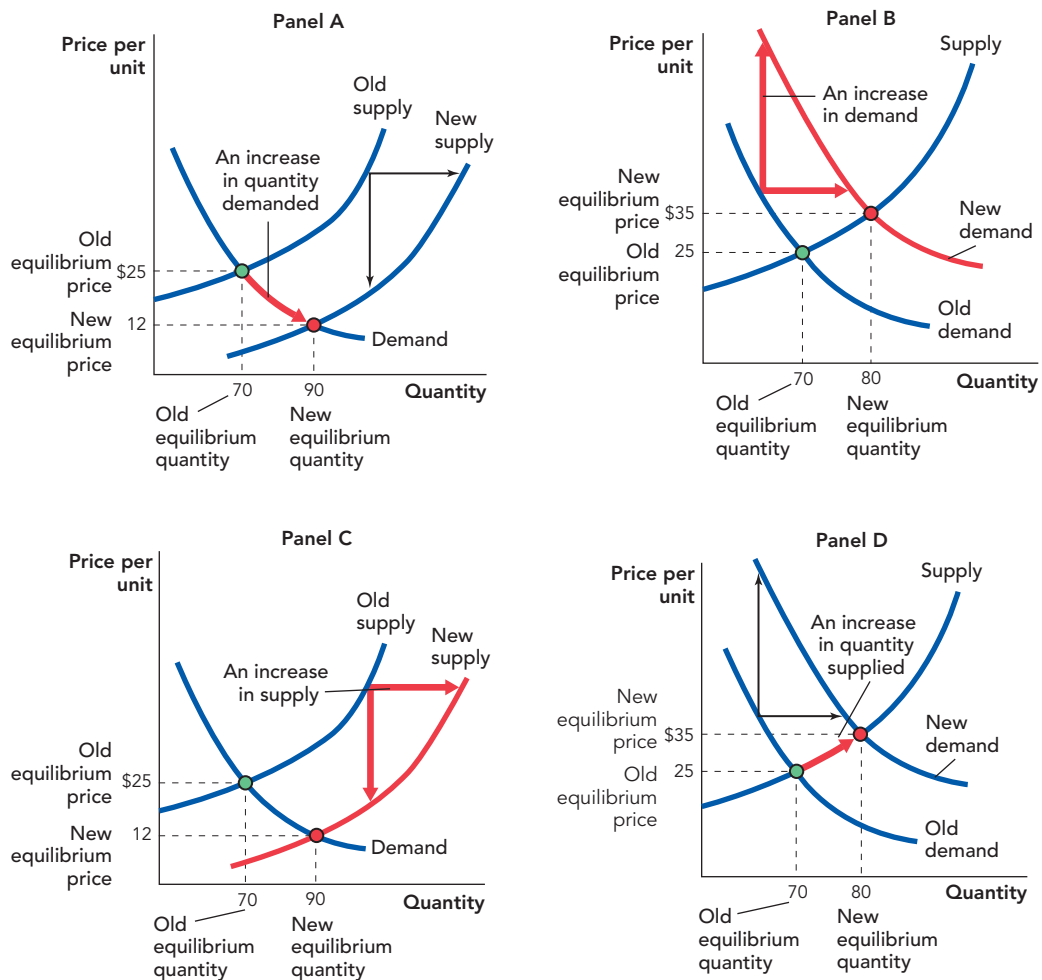 Panel A
Price per
unit
Old
supply
New
supply
An increase
in quantity
demanded
Old
equilibrium
price
$25
New
equilibrium
price
12
Demand
70
90
Quantity
Old
equilibrium
quantity
New
equilibrium
quantity
Panel B
Price per
unit
Supply
An increase
in demand
New
equilibrium
price
$35
25
Old
equilibrium
price
New
demand
Old
demand
70
80
Quantity
Old
equilibrium
quantity
New
equilibrium
quantity
Panel C
Price per
unit
Old
supply
New
supply
An increase
in supply
Old
equilibrium
price
$25
New
equilibrium
price
12
Demand
70
90
Quantity
Old
equilibrium
quantity
New
equilibrium
quantity
Panel D
Price per
unit
Supply
An increase
in quantity
supplied
New
equilibrium
price
$35
25
Old
equilibrium
price
New
demand
Old
demand
70
80
Quantity
Old
equilibrium
quantity
New
equilibrium
quantity